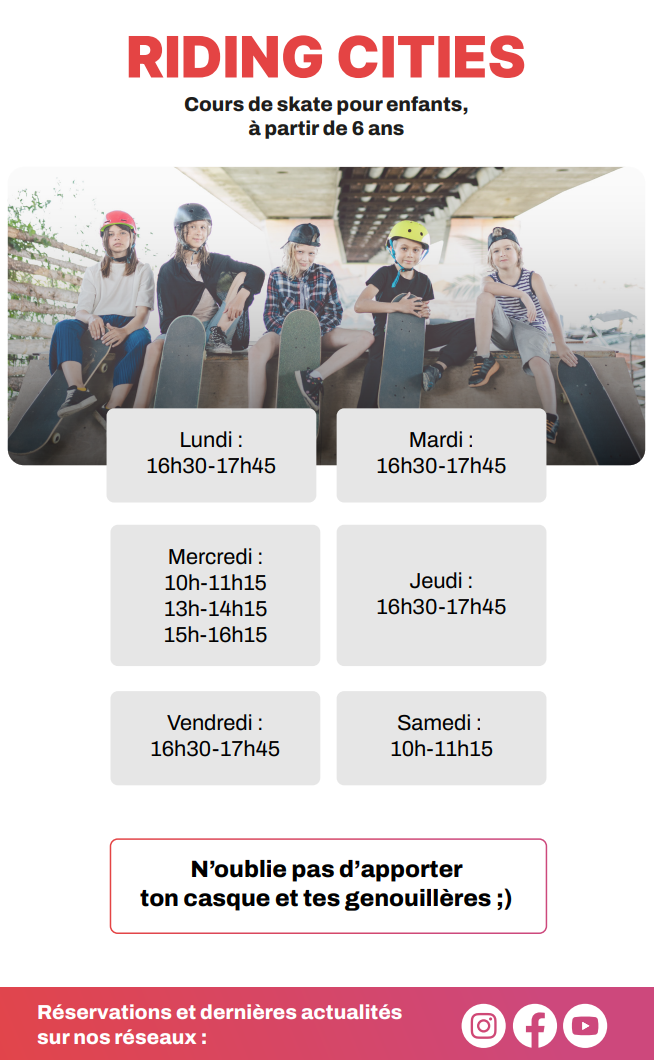 RIDING CITIES
Cours de skate pour enfants,
à partir de 6 ans
Lundi :
16h30-17h45
Mardi :
16h30-17h45
Mercredi :
10h-11h15
13h-14h15
15h-16h15
Jeudi :
16h30-17h45
Vendredi :
16h30-17h45
Samedi :
10h-11h15
N’oublie pas d’apporter
ton casque et tes genouillères ;)
Réservations et dernières actualités
sur nos réseaux :